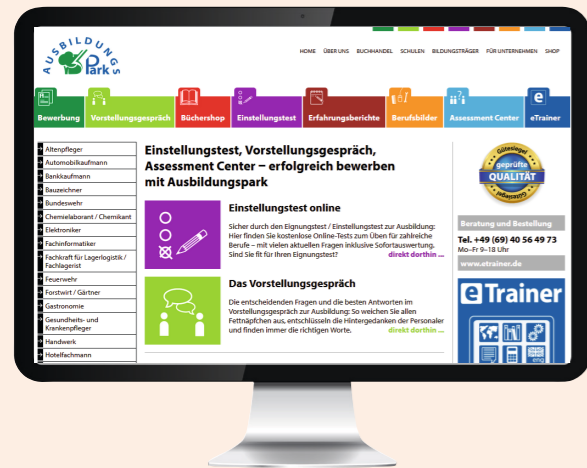 AUSBILDUNGS
Park
HOME ÜBER UNS BUCHHANDEL SCHULEN BILDUNGSTRÄGER FÜR UNTERNEHMEN SHOP
Bewerbung Vorstellungsgespräch Büchershop Einstellungstest Erfahrungsberichte Berufsbilder Assessment Center eTrainer
Altenpfleger
Automobilkaufmann
Bankkaufmann
Bauzeichner
Bundeswehr
Chemielaborant / Chemikant
Elektroniker
Fachinformatiker
Fachkraft für Lagerlogistik /
Fachlagerist
Feuerwehr
Forstwirt / Gärtner
Gastronomie
Gesundheits- und
Krankenpfleger
Handwerk
Hotelfachmann
Einstellungstest, Vorstellungsgespräch,
Assessment Center – erfolgreich bewerben
mit Ausbildungspark
Einstellungstest online
Sicher durch den Eignungstest / Einstellungstest zur Ausbildung:
Hier finden Sie kostenlose Online-Tests zum Üben für zahlreiche
Berufe – mit vielen aktuellen Fragen inklusive Sofortauswertung.
Sind Sie fit für Ihren Eignungstest? direkt dorthin ...
Das Vorstellungsgespräch
Die entscheidenden Fragen und die besten Antworten im
Vorstellungsgespräch zur Ausbildung: So weichen Sie allen
Fettnäpfchen aus, entschlüsseln die Hintergedanken der Personaler
und finden immer die richtigen Worte. direkt dorthin ...
Gütesiegel
geprüfte
QUALITÄT
Gütesiegel
Beratung und Bestellung
Tel. +49 (69) 40 56 49 73
Mo–Fr 9–18 Uhr
www.etrainer.de
e Trainer